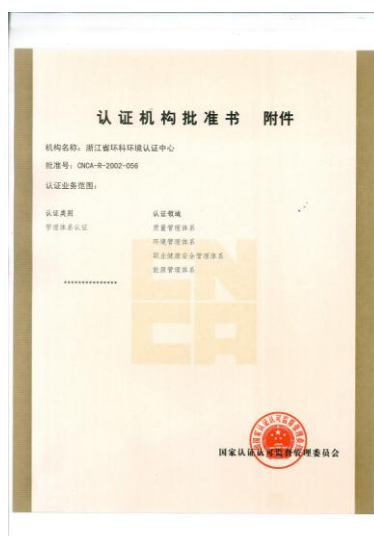 认证机构批准书 附件
机构名称：浙江省环科环境认证中心
批准号：CNCA-R-2002-056
认证业务范围：
认证类别 认证领域
管理体系认证 质量管理体系
环境管理体系
职业健康安全管理体系
能源管理体系
***************
CN
CA
国家认证认可监督管理委员会